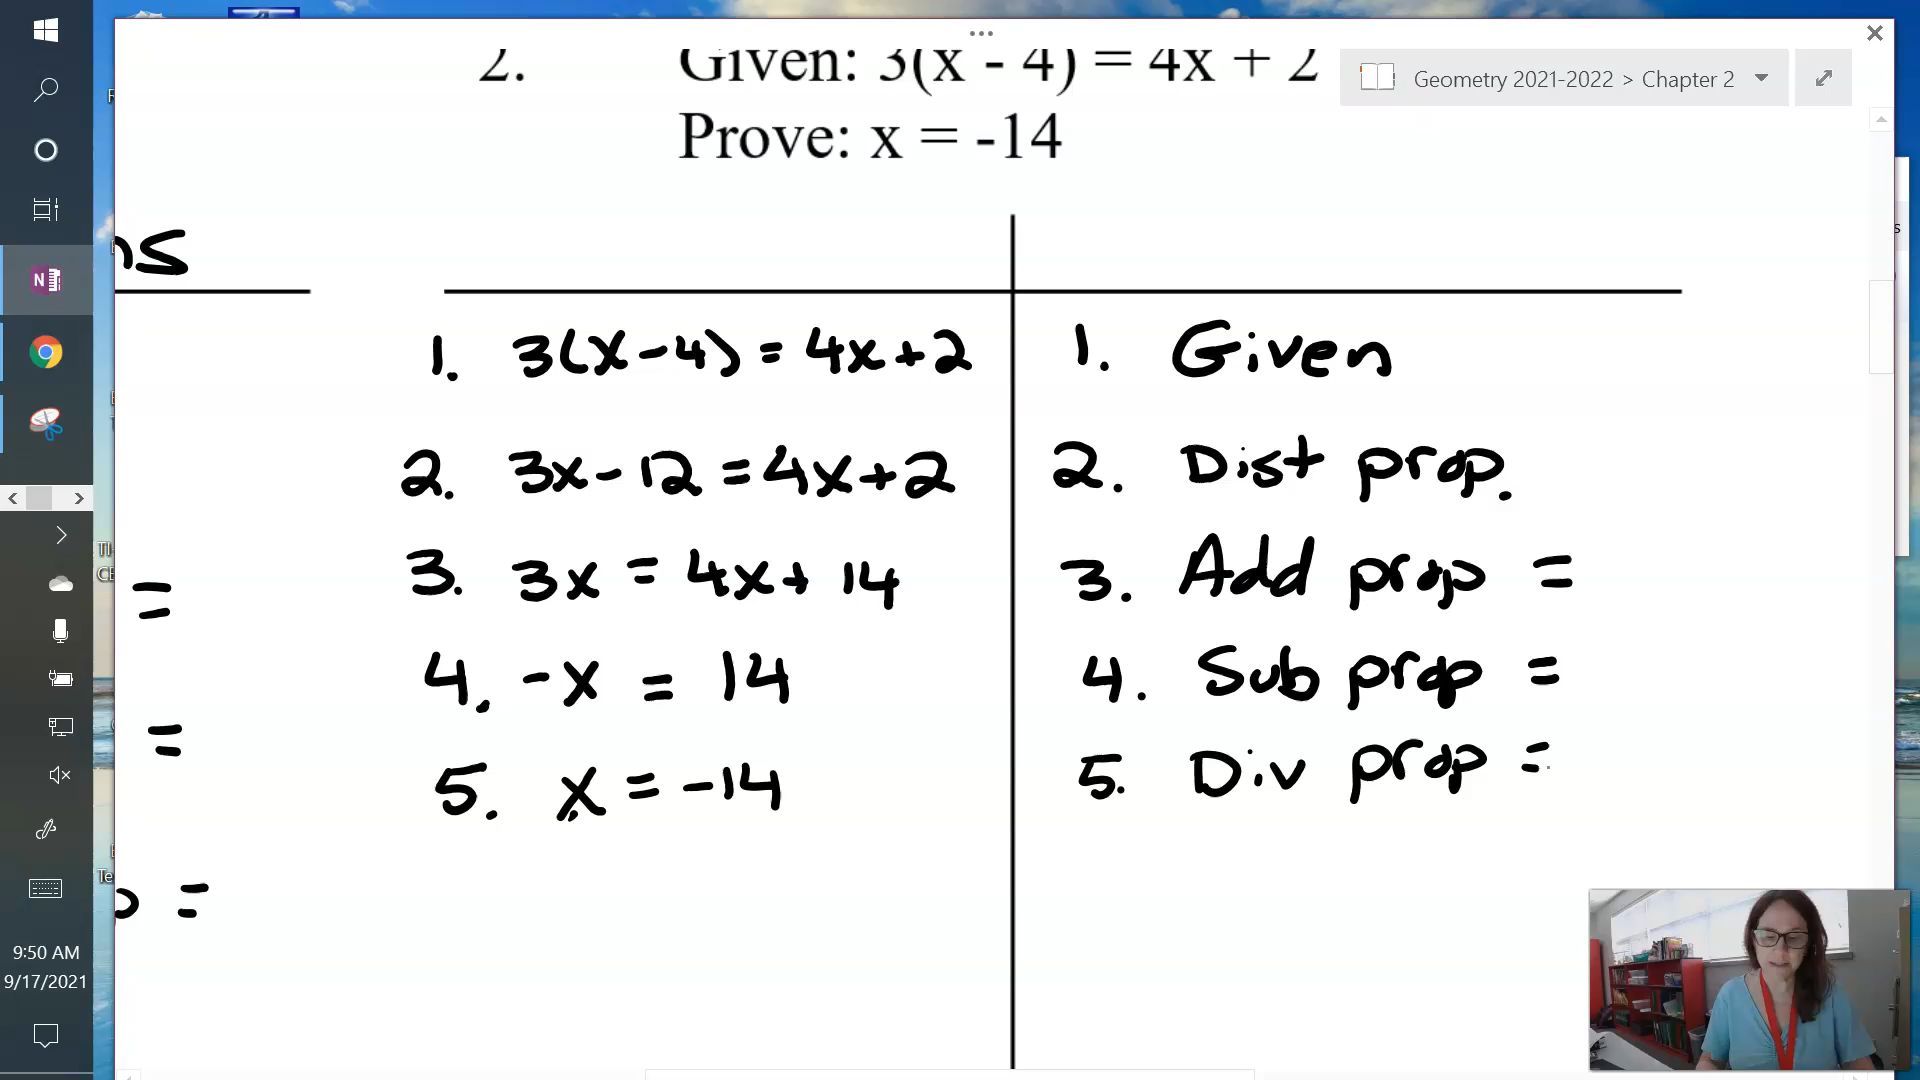 2. Given: 3(x - 4) = 4x + 2
Geometry 2021-2022 > Chapter 2
Prove: x = -14
ns
1. 3(x-4) = 4x+2
1. Given
2. 3x-12 = 4x+2
2. Dist prop.
3. 3x = 4x+14
3. Add prop =
4. -x = 14
4. Sub prop =
5. x = -14
5. Div prop =
=
=
p =
9:50 AM
9/17/2021